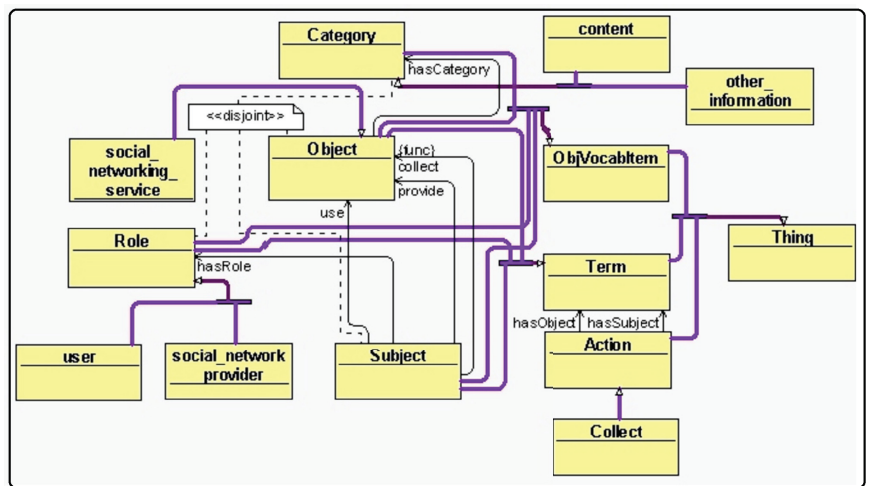 Category
content
hasCategory
other_
information
<<disjoint>>
social_
networking_
service
Object
{func}
collect
provide
ObjVocabItem
use
Role
Thing
hasRole
Term
hasObject
hasSubject
user
social_network
provider
Subject
Action
Collect